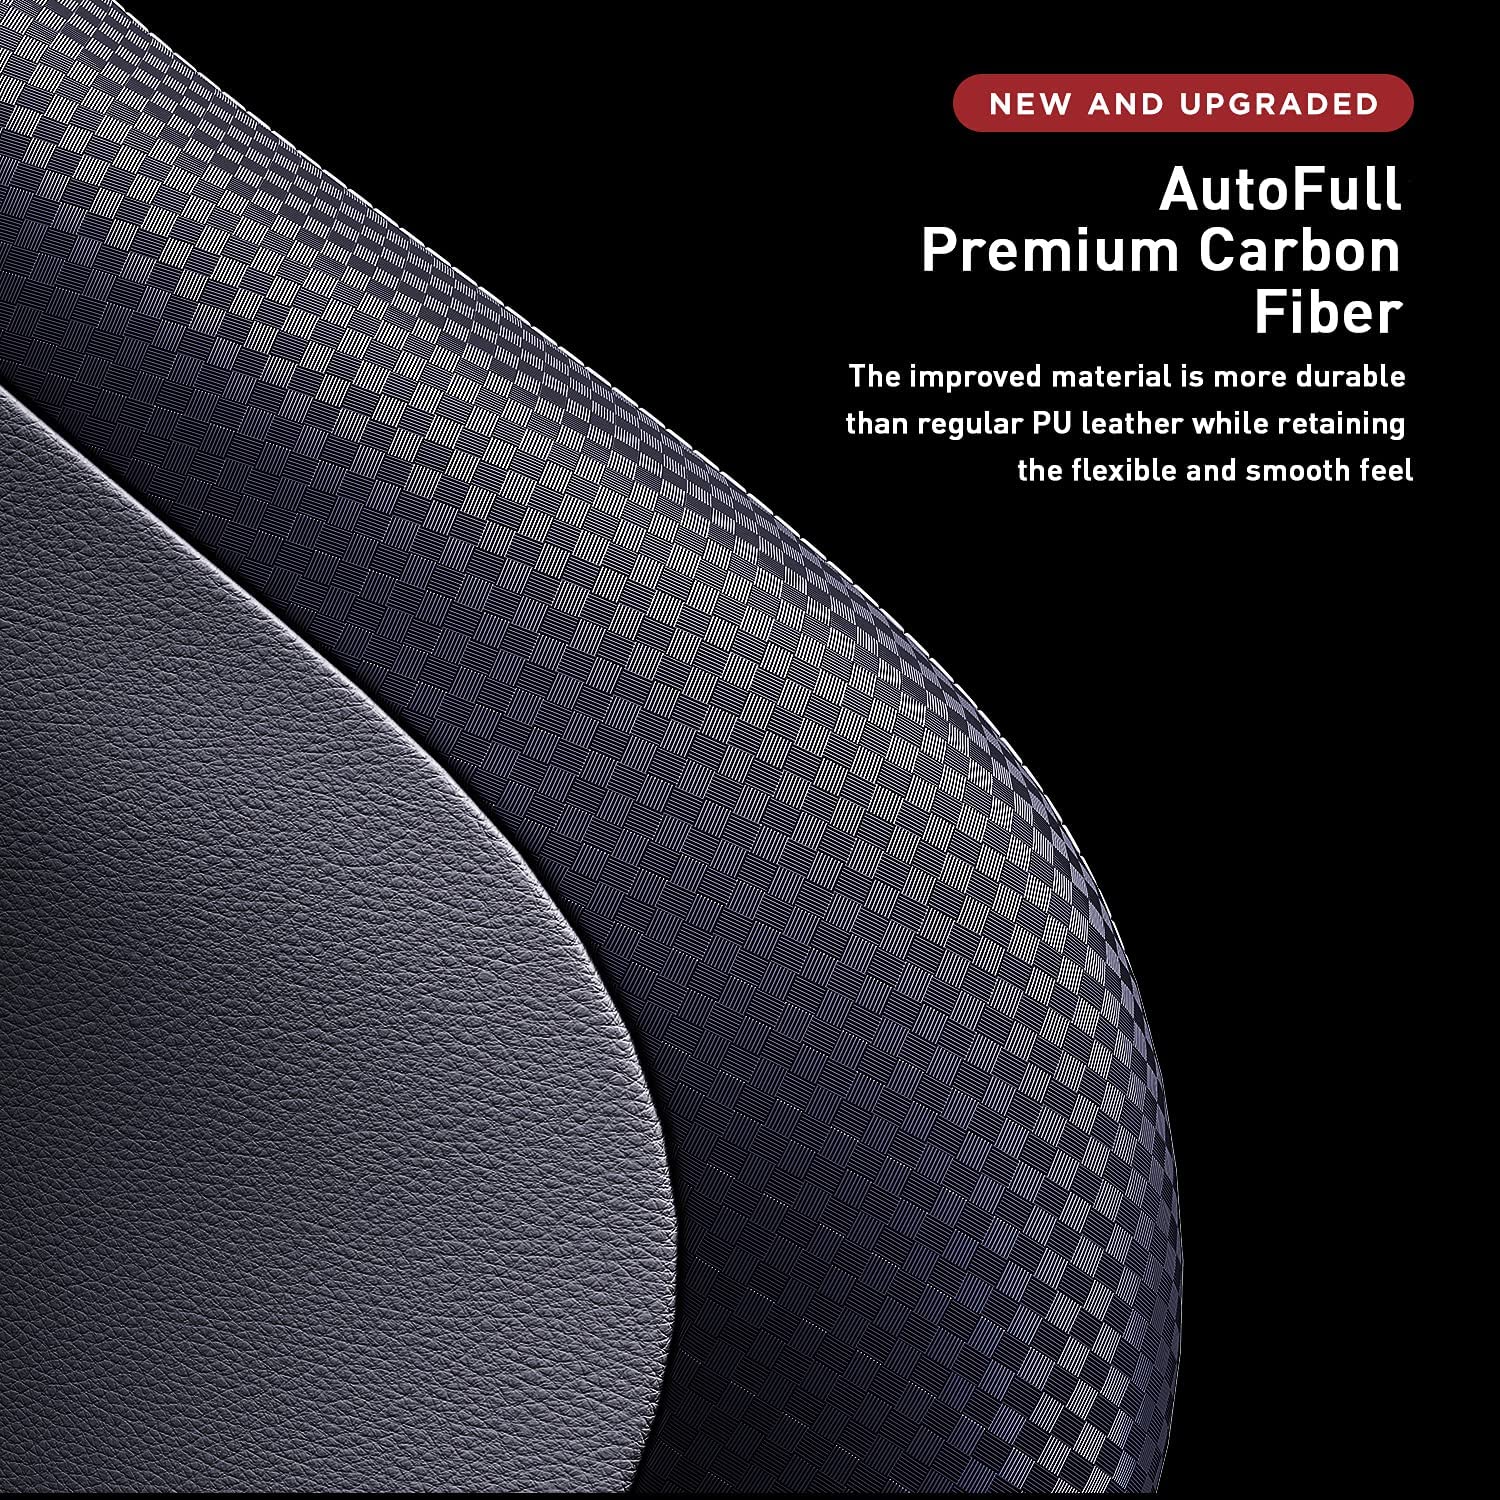 NEW AND UPGRADED
AutoFull
Premium Carbon
Fiber
The improved material is more durable
than regular PU leather while retaining
the flexible and smooth feel